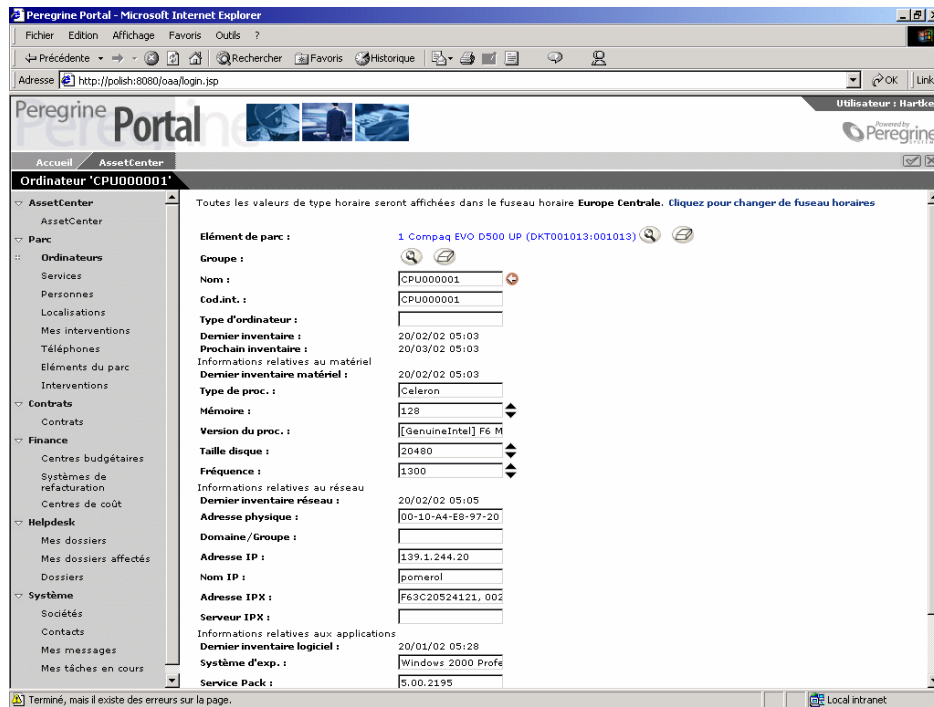 Peregrine Portal - Microsoft Internet Explorer
Fichier Edition Affichage Favoris Outils ?
Précédente Rechercher Favoris Historique
Adresse http://polish:8080/oaa/login.jsp OK Link
Peregrine Portal
Utilisateur : Hartke
Powered by
Peregrine
SYSTEMS
Accueil AssetCenter
Ordinateur 'CPU000001'
AssetCenter
AssetCenter
Parc
Ordinateurs
Services
Personnes
Localisations
Mes interventions
Téléphones
Eléments du parc
Interventions
Contrats
Contrats
Finance
Centres budgétaires
Systèmes de
refacturation
Centres de coût
Helpdesk
Mes dossiers
Mes dossiers affectés
Dossiers
Système
Sociétés
Contacts
Mes messages
Mes tâches en cours
Toutes les valeurs de type horaire seront affichées dans le fuseau horaire Europe Centrale. Cliquez pour changer de fuseau horaires
Elément de parc : 1 Compaq EVO D500 UP (DKT001013:001013)
Groupe :
Nom : CPU000001
Cod.int. : CPU000001
Type d'ordinateur :
Dernier inventaire : 20/02/02 05:03
Prochain inventaire : 20/03/02 05:03
Informations relatives au matériel
Dernier inventaire matériel : 20/02/02 05:03
Type de proc. : Celeron
Mémoire : 128
Version du proc. : [GenuineIntel] F6 M
Taille disque : 20480
Fréquence : 1300
Informations relatives au réseau
Dernier inventaire réseau : 20/02/02 05:05
Adresse physique : 00-10-A4-E8-97-20
Domaine/Groupe :
Adresse IP : 139.1.244.20
Nom IP : pomerol
Adresse IPX : F63C20524121, 002
Serveur IPX :
Informations relatives aux applications
Dernier inventaire logiciel : 20/01/02 05:28
Système d'exp. : Windows 2000 Profe
Service Pack : 5.00.2195
Terminé, mais il existe des erreurs sur la page. Local intranet